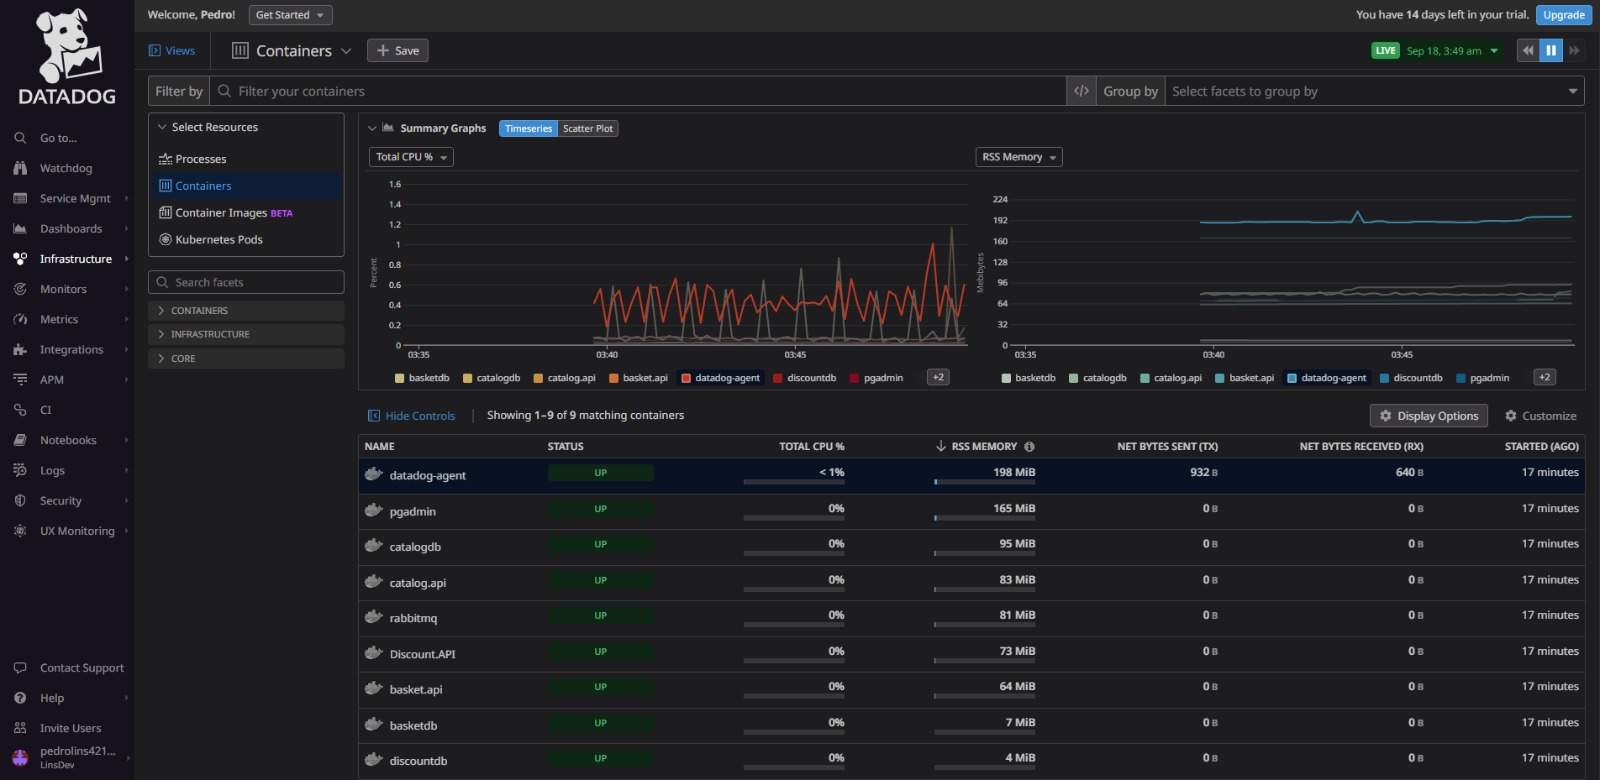 DATADOG
Go to...
Watchdog
Service Mgmt
Dashboards
Infrastructure
Monitors
Metrics
Integrations
APM
CI
Notebooks
Logs
Security
UX Monitoring
Contact Support
Help
Invite Users
pedrolins421...
LinsDev
Welcome, Pedro! Get Started
You have 14 days left in your trial. Upgrade
Views Containers + Save
LIVE Sep 18, 3:49 am
Filter by Filter your containers </> Group by Select facets to group by
Select Resources
Processes
Containers
Container Images BETA
Kubernetes Pods
Search facets
CONTAINERS
INFRASTRUCTURE
CORE
Summary Graphs Timeseries Scatter Plot
Total CPU %
Percent
1.6
1.4
1.2
1
0.8
0.6
0.4
0.2
0
03:35 03:40 03:45
basketdb catalogdb catalog.api basket.api datadog-agent discountdb pgadmin +2
RSS Memory
Mebibytes
224
192
160
128
96
64
32
0
03:35 03:40 03:45
basketdb catalogdb catalog.api basket.api datadog-agent discountdb pgadmin +2
Hide Controls Showing 1–9 of 9 matching containers Display Options Customize
NAME STATUS TOTAL CPU % RSS MEMORY NET BYTES SENT (TX) NET BYTES RECEIVED (RX) STARTED (AGO)
datadog-agent UP < 1% 198 MiB 932 B 640 B 17 minutes
pgadmin UP 0% 165 MiB 0 B 0 B 17 minutes
catalogdb UP 0% 95 MiB 0 B 0 B 17 minutes
catalog.api UP 0% 83 MiB 0 B 0 B 17 minutes
rabbitmq UP 0% 81 MiB 0 B 0 B 17 minutes
Discount.API UP 0% 73 MiB 0 B 0 B 17 minutes
basket.api UP 0% 64 MiB 0 B 0 B 17 minutes
basketdb UP 0% 7 MiB 0 B 0 B 17 minutes
discountdb UP 0% 4 MiB 0 B 0 B 17 minutes